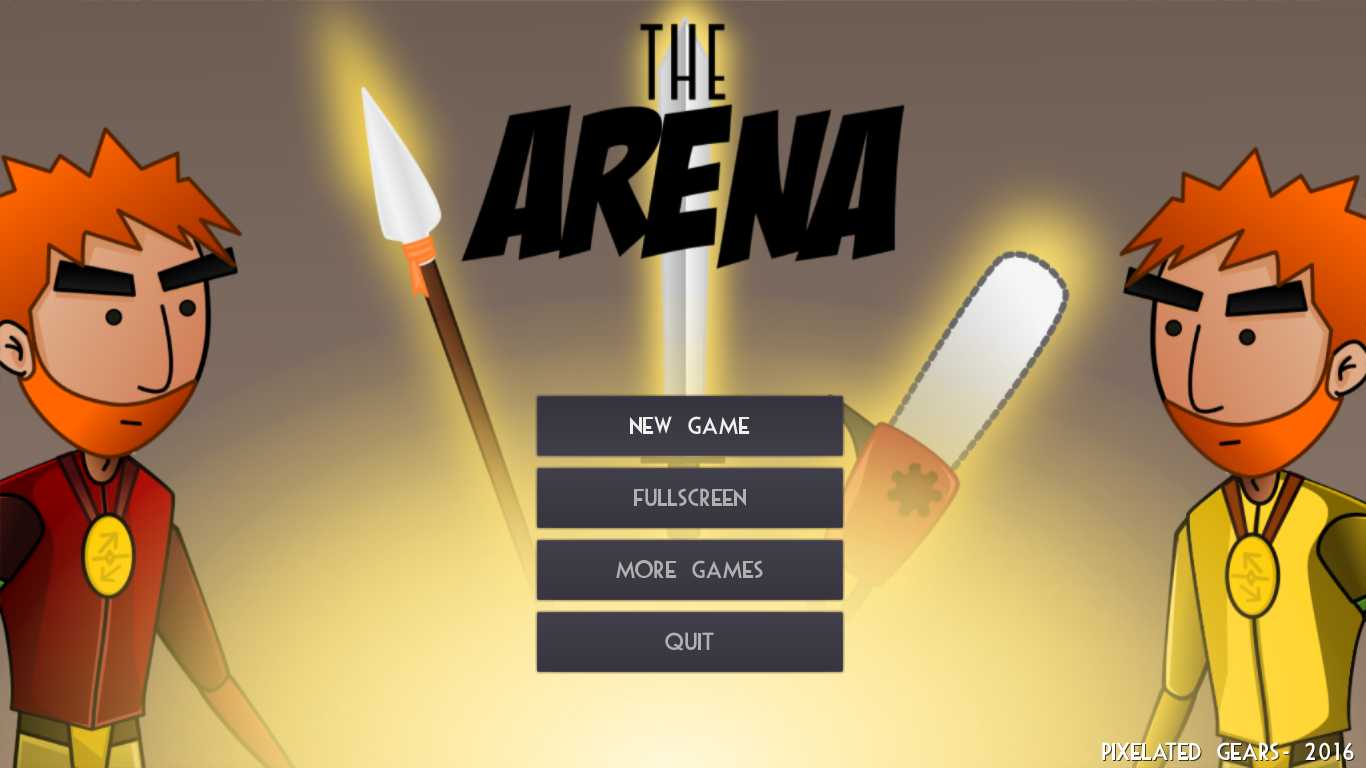 THE
ARENA
NEW GAME
FULLSCREEN
MORE GAMES
QUIT
PIXELATED GEARS- 2016